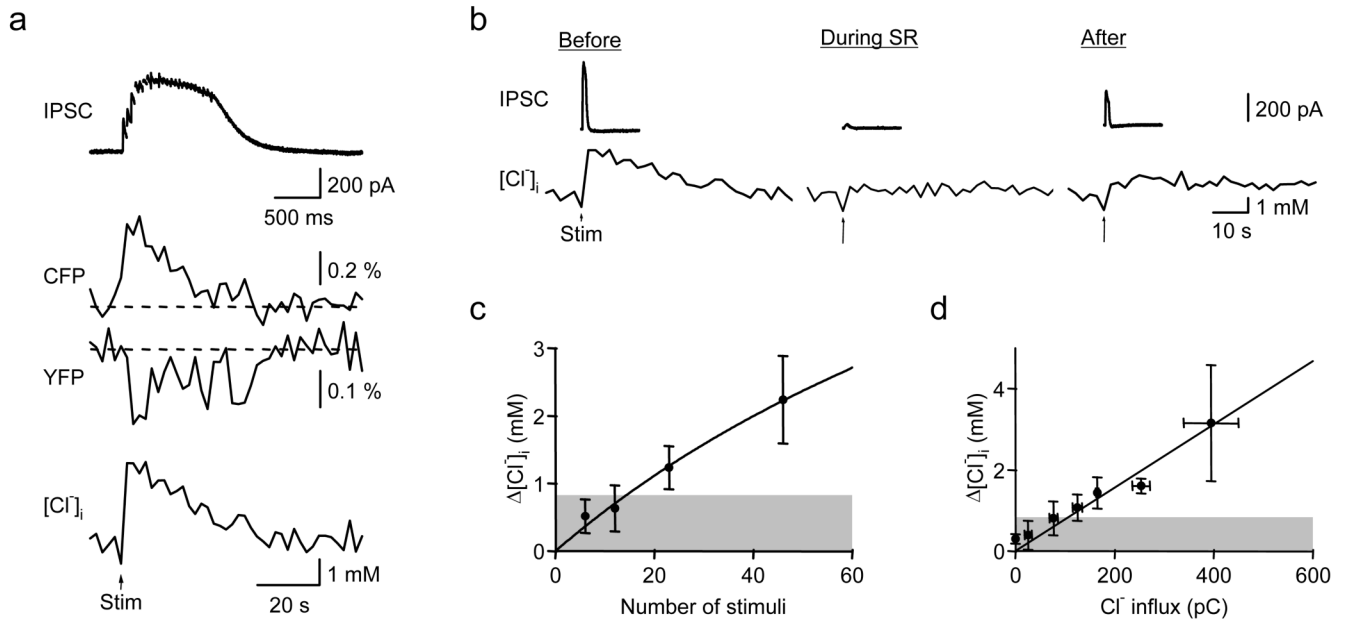 a
IPSC
200 pA
500 ms
CFP
0.2 %
YFP
0.1 %
[Cl⁻]ᵢ
1 mM
20 s
Stim
b
Before
During SR
After
IPSC
200 pA
[Cl⁻]ᵢ
Stim
1 mM
10 s
c
Δ[Cl⁻]ᵢ (mM)
3
2
1
0
0 20 40 60
Number of stimuli
d
Δ[Cl⁻]ᵢ (mM)
4
2
0
0 200 400 600
Cl⁻ influx (pC)